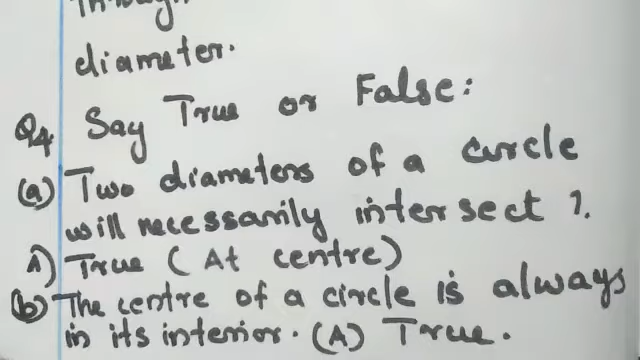 through
diameter.
Q4 Say True or False:
(a) Two diameters of a circle
will necessarily intersect ?.
A) True ( At centre)
(b) The centre of a circle is always
in its interior. (A) True.